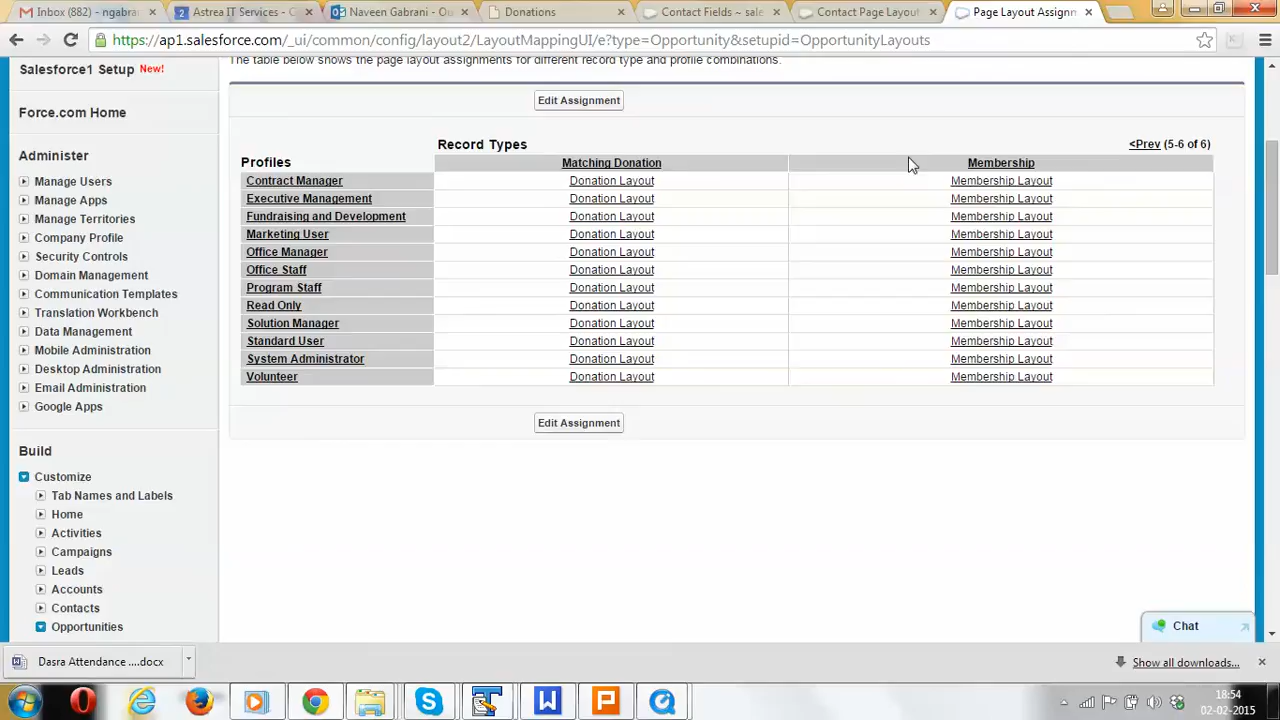 Inbox (882) - ngabran
Astrea IT Services - C
Naveen Gabrani - Ou
Donations
Contact Fields ~ sales
Contact Page Layout
Page Layout Assignm
https://ap1.salesforce.com/_ui/common/config/layout2/LayoutMappingUI/e?type=Opportunity&setupid=OpportunityLayouts
The table below shows the page layout assignments for different record type and profile combinations.
Salesforce1 Setup New!
Force.com Home
Administer
Manage Users
Manage Apps
Manage Territories
Company Profile
Security Controls
Domain Management
Communication Templates
Translation Workbench
Data Management
Mobile Administration
Desktop Administration
Email Administration
Google Apps
Build
Customize
Tab Names and Labels
Home
Activities
Campaigns
Leads
Accounts
Contacts
Opportunities
Edit Assignment
Record Types <Prev (5-6 of 6)
Profiles Matching Donation Membership
Contract Manager Donation Layout Membership Layout
Executive Management Donation Layout Membership Layout
Fundraising and Development Donation Layout Membership Layout
Marketing User Donation Layout Membership Layout
Office Manager Donation Layout Membership Layout
Office Staff Donation Layout Membership Layout
Program Staff Donation Layout Membership Layout
Read Only Donation Layout Membership Layout
Solution Manager Donation Layout Membership Layout
Standard User Donation Layout Membership Layout
System Administrator Donation Layout Membership Layout
Volunteer Donation Layout Membership Layout
Edit Assignment
Chat
Dasra Attendance ....docx
Show all downloads...
18:54
02-02-2015